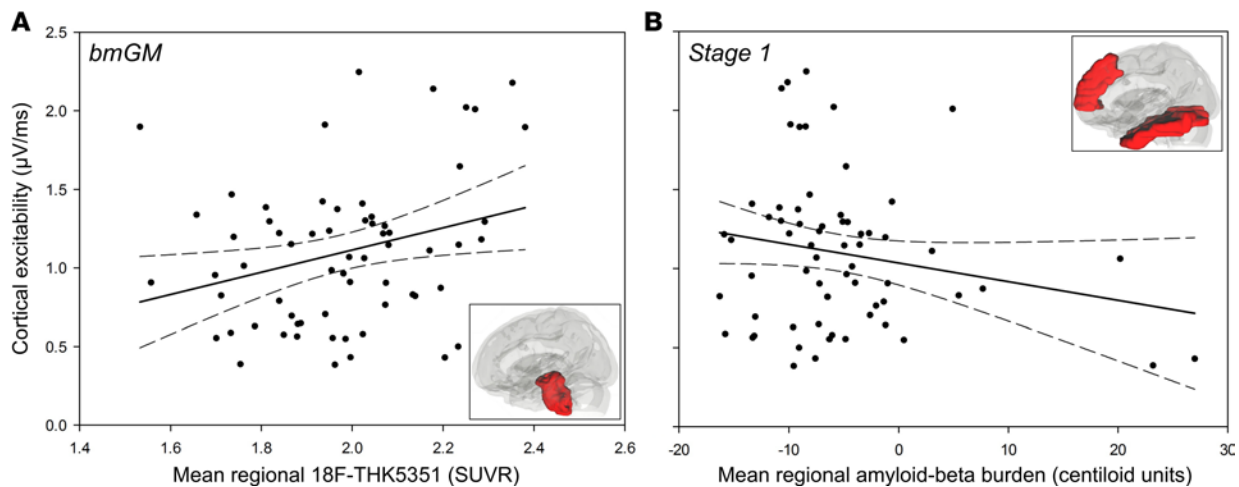 A
B
bmGM
Stage 1
Cortical excitability (µV/ms)
2.5
2.0
1.5
1.0
0.5
0.0
1.4
1.6
1.8
2.0
2.2
2.4
2.6
-20
-10
0
10
20
30
Mean regional 18F-THK5351 (SUVR)
Mean regional amyloid-beta burden (centiloid units)